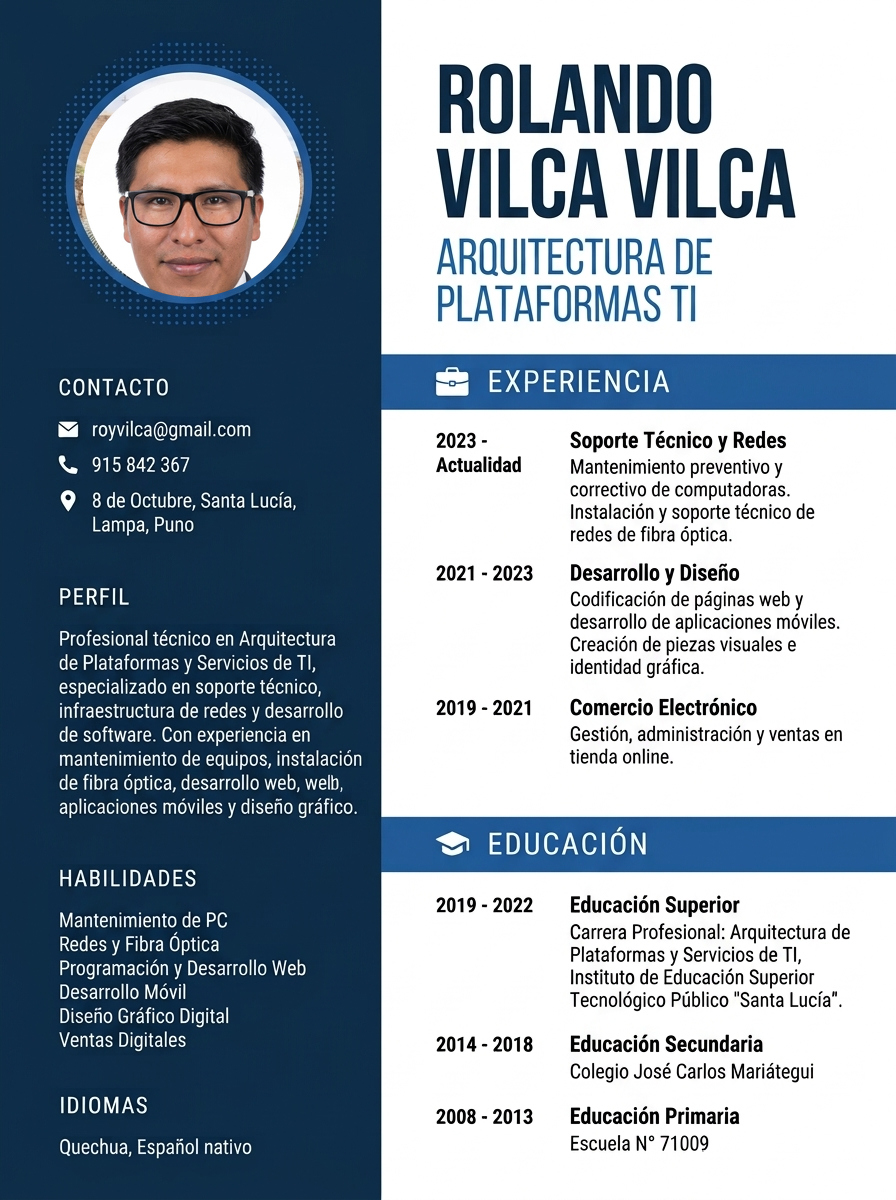 ROLANDO
VILCA VILCA
ARQUITECTURA DE
PLATAFORMAS TI
CONTACTO
royvilca@gmail.com
915 842 367
8 de Octubre, Santa Lucía,
Lampa, Puno
PERFIL
Profesional técnico en Arquitectura
de Plataformas y Servicios de TI,
especializado en soporte técnico,
infraestructura de redes y desarrollo
de software. Con experiencia en
mantenimiento de equipos, instalación
de fibra óptica, desarrollo web, web,
aplicaciones móviles y diseño gráfico.
HABILIDADES
Mantenimiento de PC
Redes y Fibra Óptica
Programación y Desarrollo Web
Desarrollo Móvil
Diseño Gráfico Digital
Ventas Digitales
IDIOMAS
Quechua, Español nativo
EXPERIENCIA
2023 -
Actualidad
Soporte Técnico y Redes
Mantenimiento preventivo y
correctivo de computadoras.
Instalación y soporte técnico de
redes de fibra óptica.
2021 - 2023
Desarrollo y Diseño
Codificación de páginas web y
desarrollo de aplicaciones móviles.
Creación de piezas visuales e
identidad gráfica.
2019 - 2021
Comercio Electrónico
Gestión, administración y ventas en
tienda online.
EDUCACIÓN
2019 - 2022
Educación Superior
Carrera Profesional: Arquitectura de
Plataformas y Servicios de TI,
Instituto de Educación Superior
Tecnológico Público "Santa Lucía".
2014 - 2018
Educación Secundaria
Colegio José Carlos Mariátegui
2008 - 2013
Educación Primaria
Escuela N° 71009